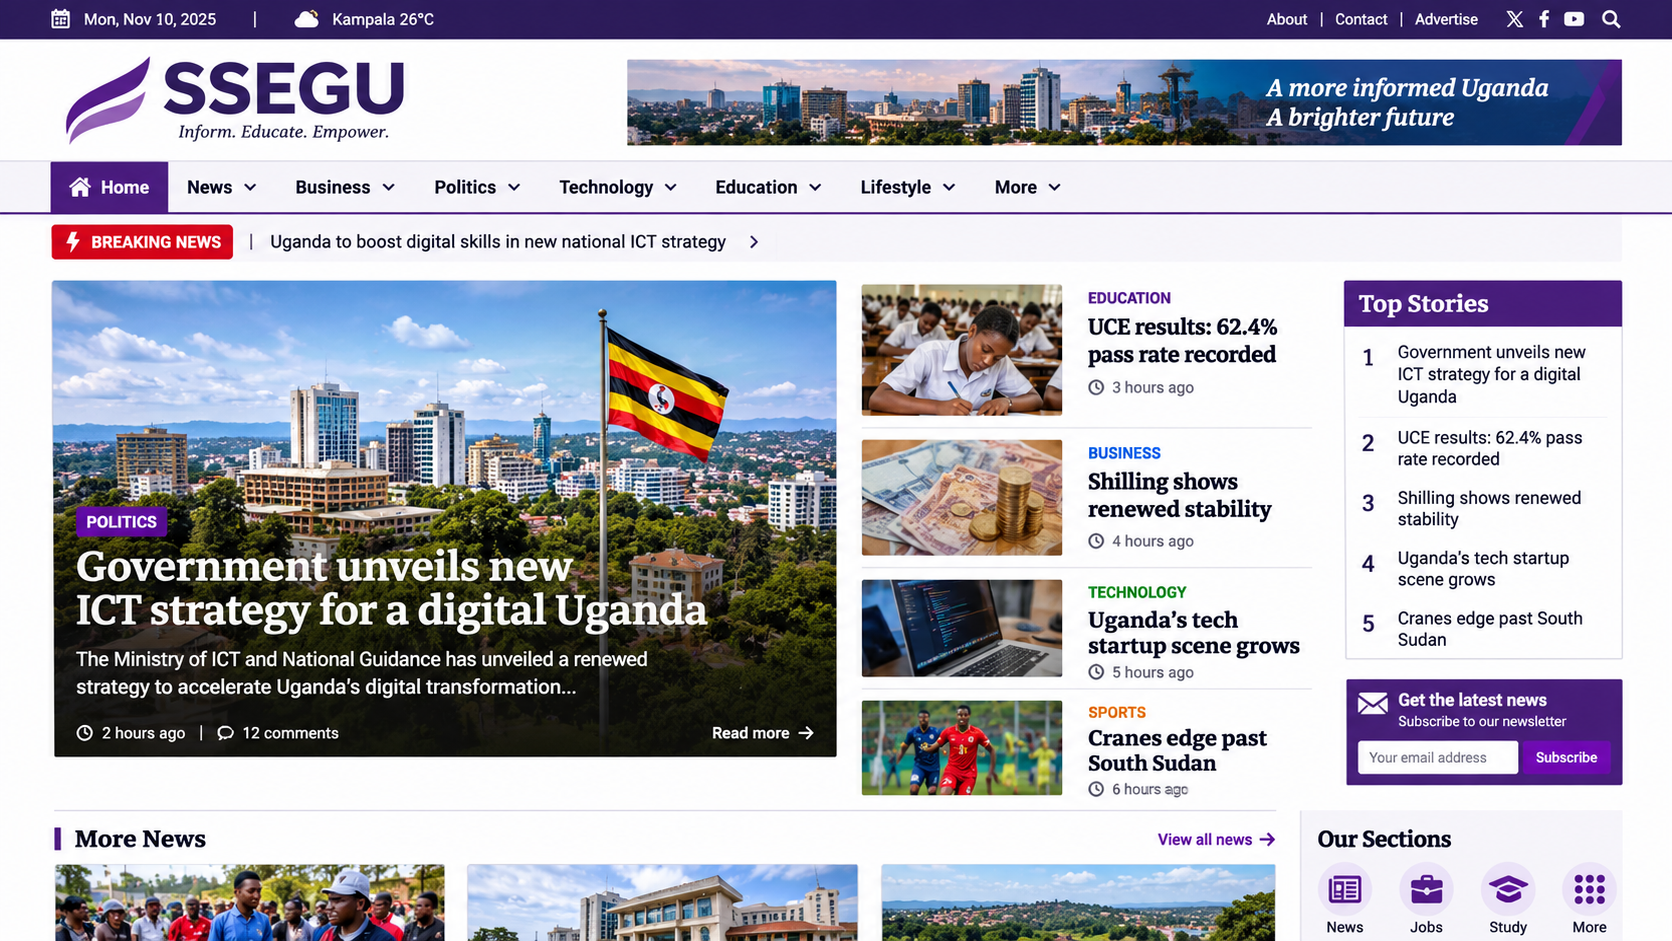 Mon, Nov 10, 2025 | Kampala 26°C
About | Contact | Advertise
SSEGU
Inform. Educate. Empower.
A more informed Uganda
A brighter future
Home News Business Politics Technology Education Lifestyle More
BREAKING NEWS | Uganda to boost digital skills in new national ICT strategy
POLITICS
Government unveils new
ICT strategy for a digital Uganda
The Ministry of ICT and National Guidance has unveiled a renewed
strategy to accelerate Uganda's digital transformation...
2 hours ago | 12 comments
Read more
EDUCATION
UCE results: 62.4%
pass rate recorded
3 hours ago
BUSINESS
Shilling shows
renewed stability
4 hours ago
TECHNOLOGY
Uganda's tech
startup scene grows
5 hours ago
SPORTS
Cranes edge past
South Sudan
6 hours ago
Top Stories
1 Government unveils new
ICT strategy for a digital
Uganda
2 UCE results: 62.4% pass
rate recorded
3 Shilling shows renewed
stability
4 Uganda's tech startup
scene grows
5 Cranes edge past South
Sudan
Get the latest news
Subscribe to our newsletter
Your email address Subscribe
More News
View all news
Our Sections
News Jobs Study More